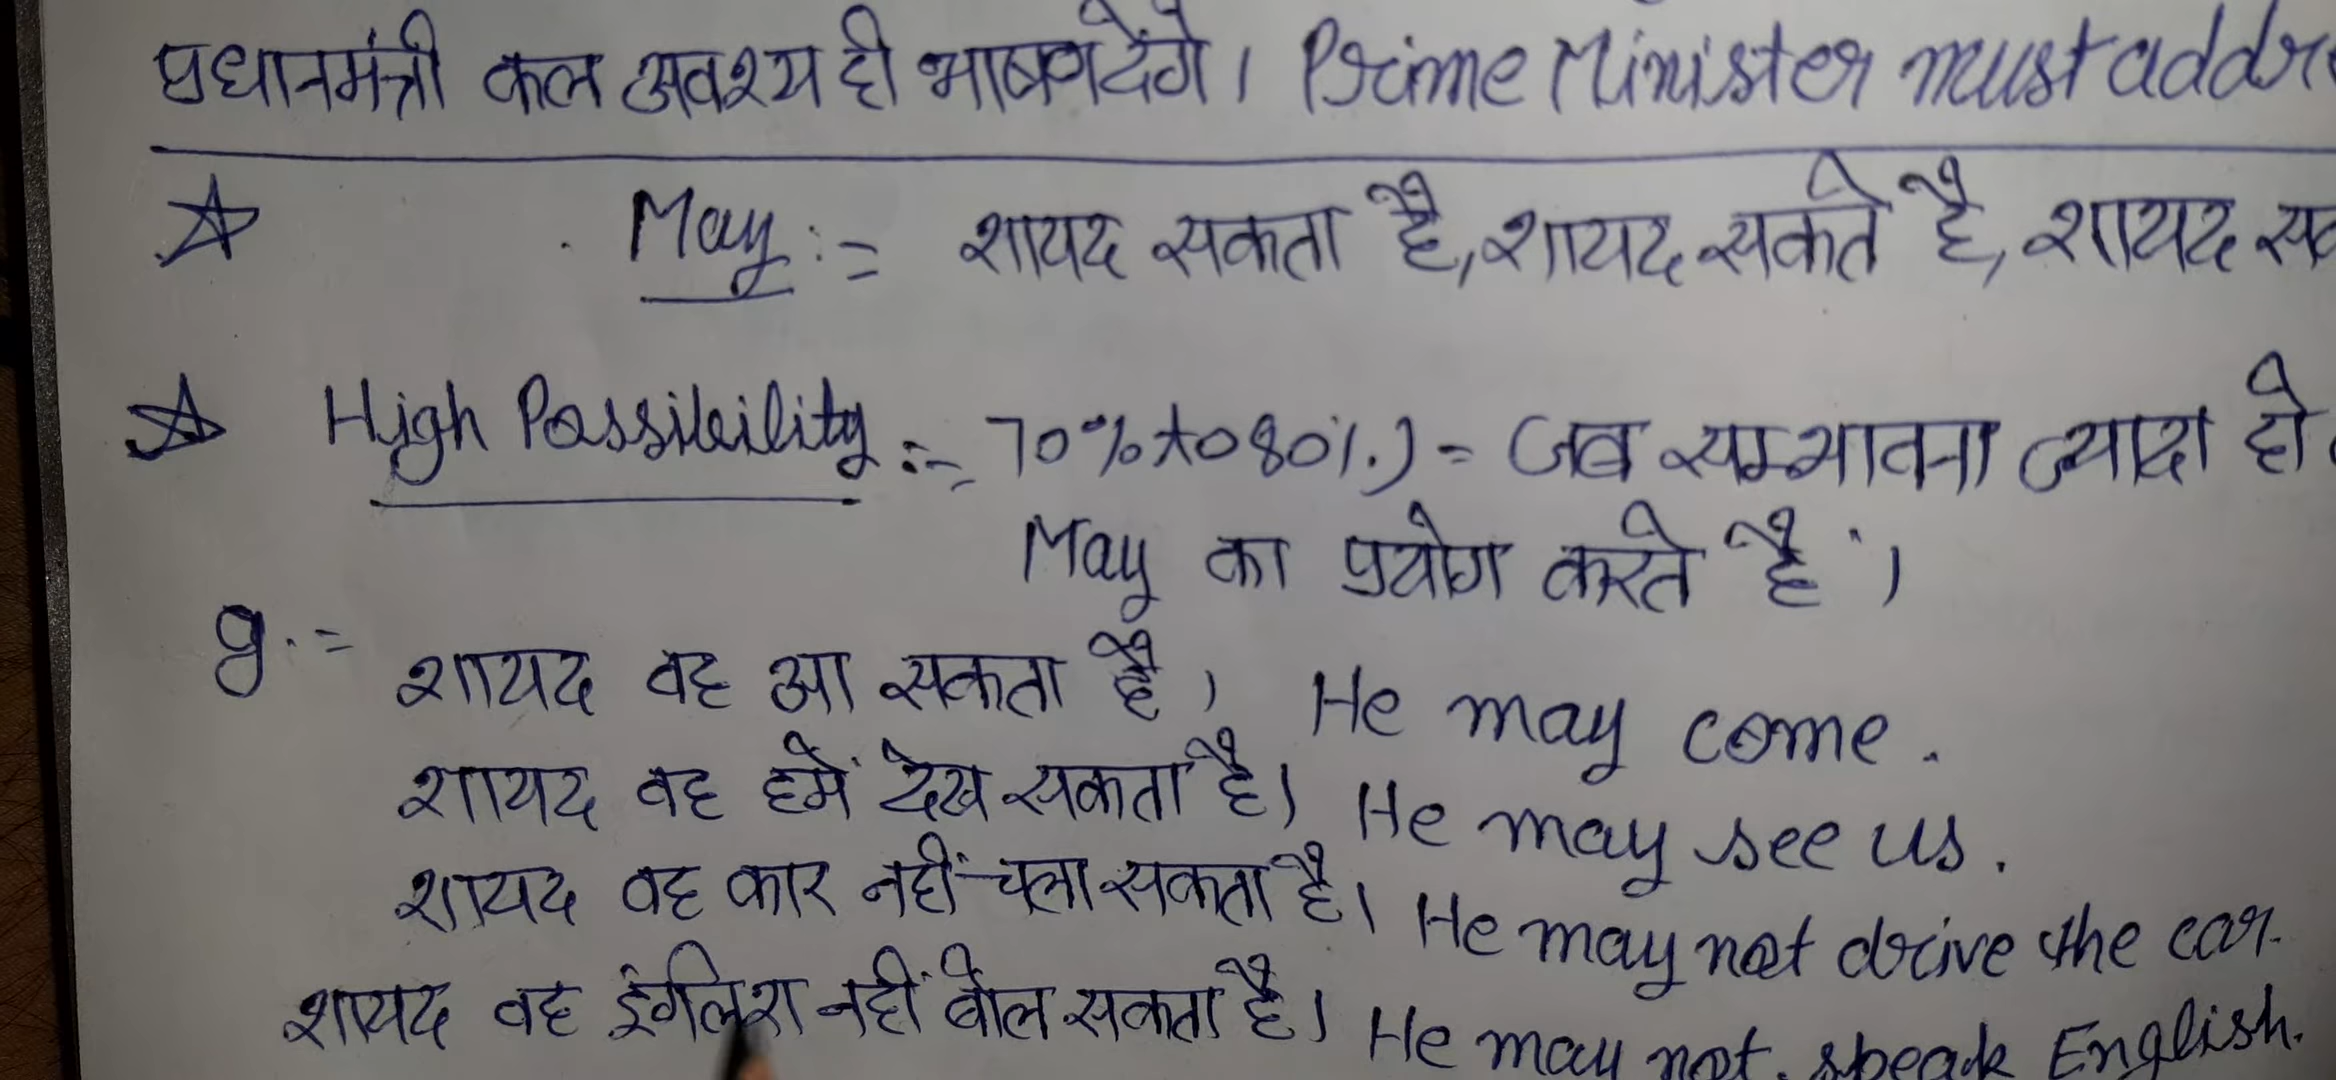 प्रधानमंत्री कल अवश्य ही भाषण देंगे। Prime Minister must addr
May := शायद सकता है, शायद सकते है, शायद सक
High Possibility :- 70% to 80%) = जब सम्भावना ज्यादा हो
May का प्रयोग करते है।
g. = शायद वह आ सकता है। He may come.
शायद वह हमें देख सकता है। He may see us.
शायद वह कार नहीं चला सकता है। He may not drive the car.
शायद वह इंगलिश नहीं बोल सकता है। He may not speak English.